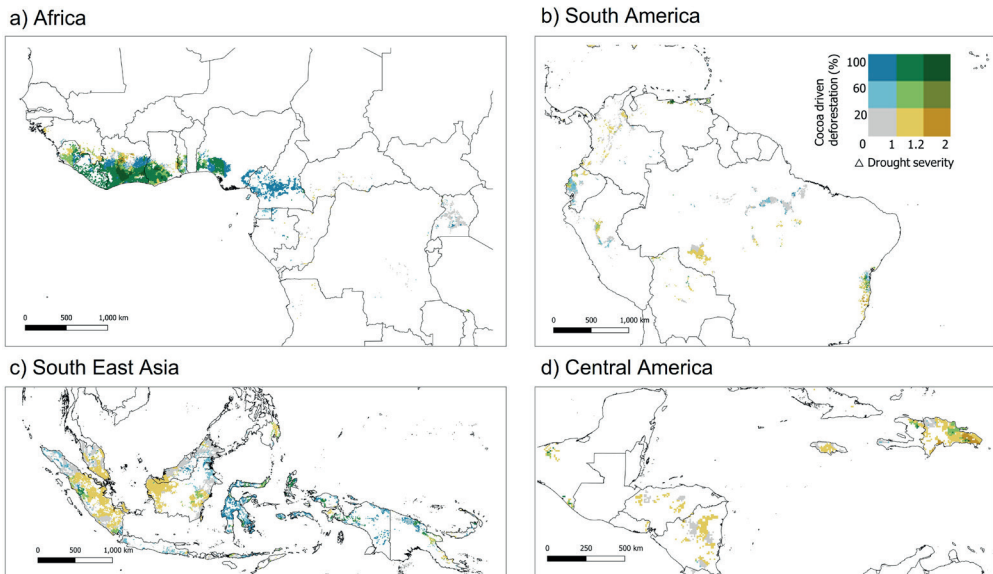 a) Africa
0 500 1,000 km
b) South America
Cocoa driven
deforestation (%)
100
60
20
0 1 1.2 2
△ Drought severity
0 500 1,000 km
c) South East Asia
0 500 1,000 km
d) Central America
0 250 500 km